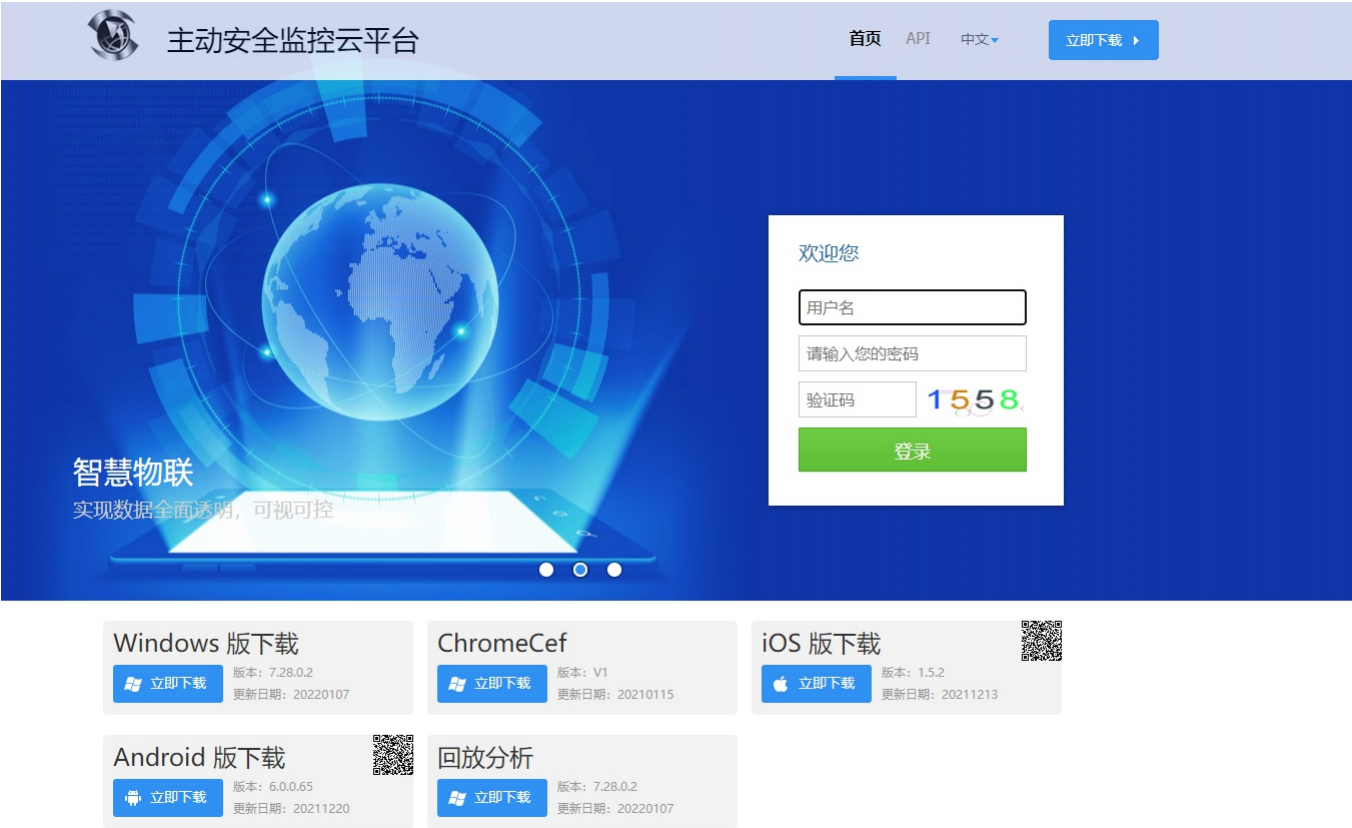 主动安全监控云平台
首页 API 中文 立即下载
欢迎您
用户名
请输入您的密码
验证码 1558
登录
智慧物联
实现数据全面透明，可视可控
Windows 版下载
立即下载
版本：7.28.0.2
更新日期：20220107
ChromeCef
立即下载
版本：V1
更新日期：20210115
iOS 版下载
立即下载
版本：1.5.2
更新日期：20211213
Android 版下载
立即下载
版本：6.0.0.65
更新日期：20211220
回放分析
立即下载
版本：7.28.0.2
更新日期：20220107